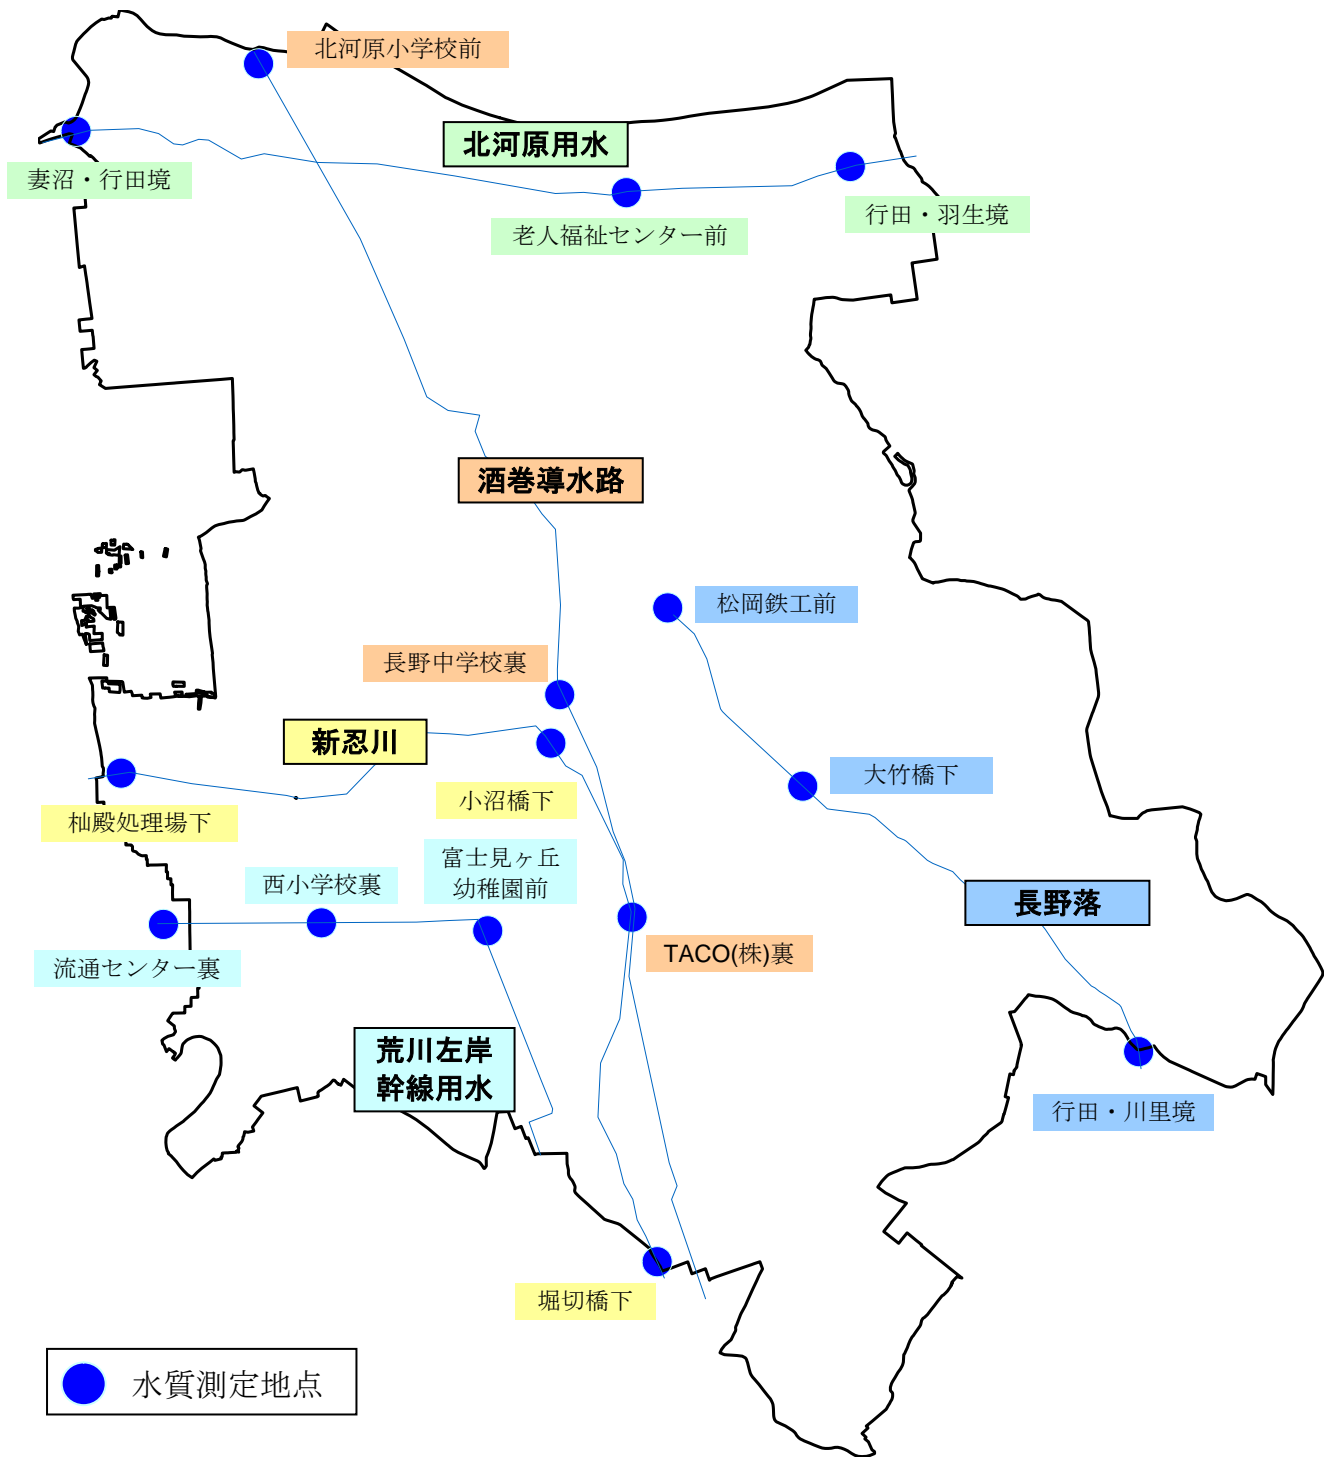 北河原小学校前
北河原用水
妻沼・行田境
行田・羽生境
老人福祉センター前
酒巻導水路
松岡鉄工前
長野中学校裏
新忍川
大竹橋下
小沼橋下
杣殿処理場下
富士見ヶ丘
幼稚園前
西小学校裏
長野落
TACO(株)裏
流通センター裏
荒川左岸
幹線用水
行田・川里境
堀切橋下
水質測定地点